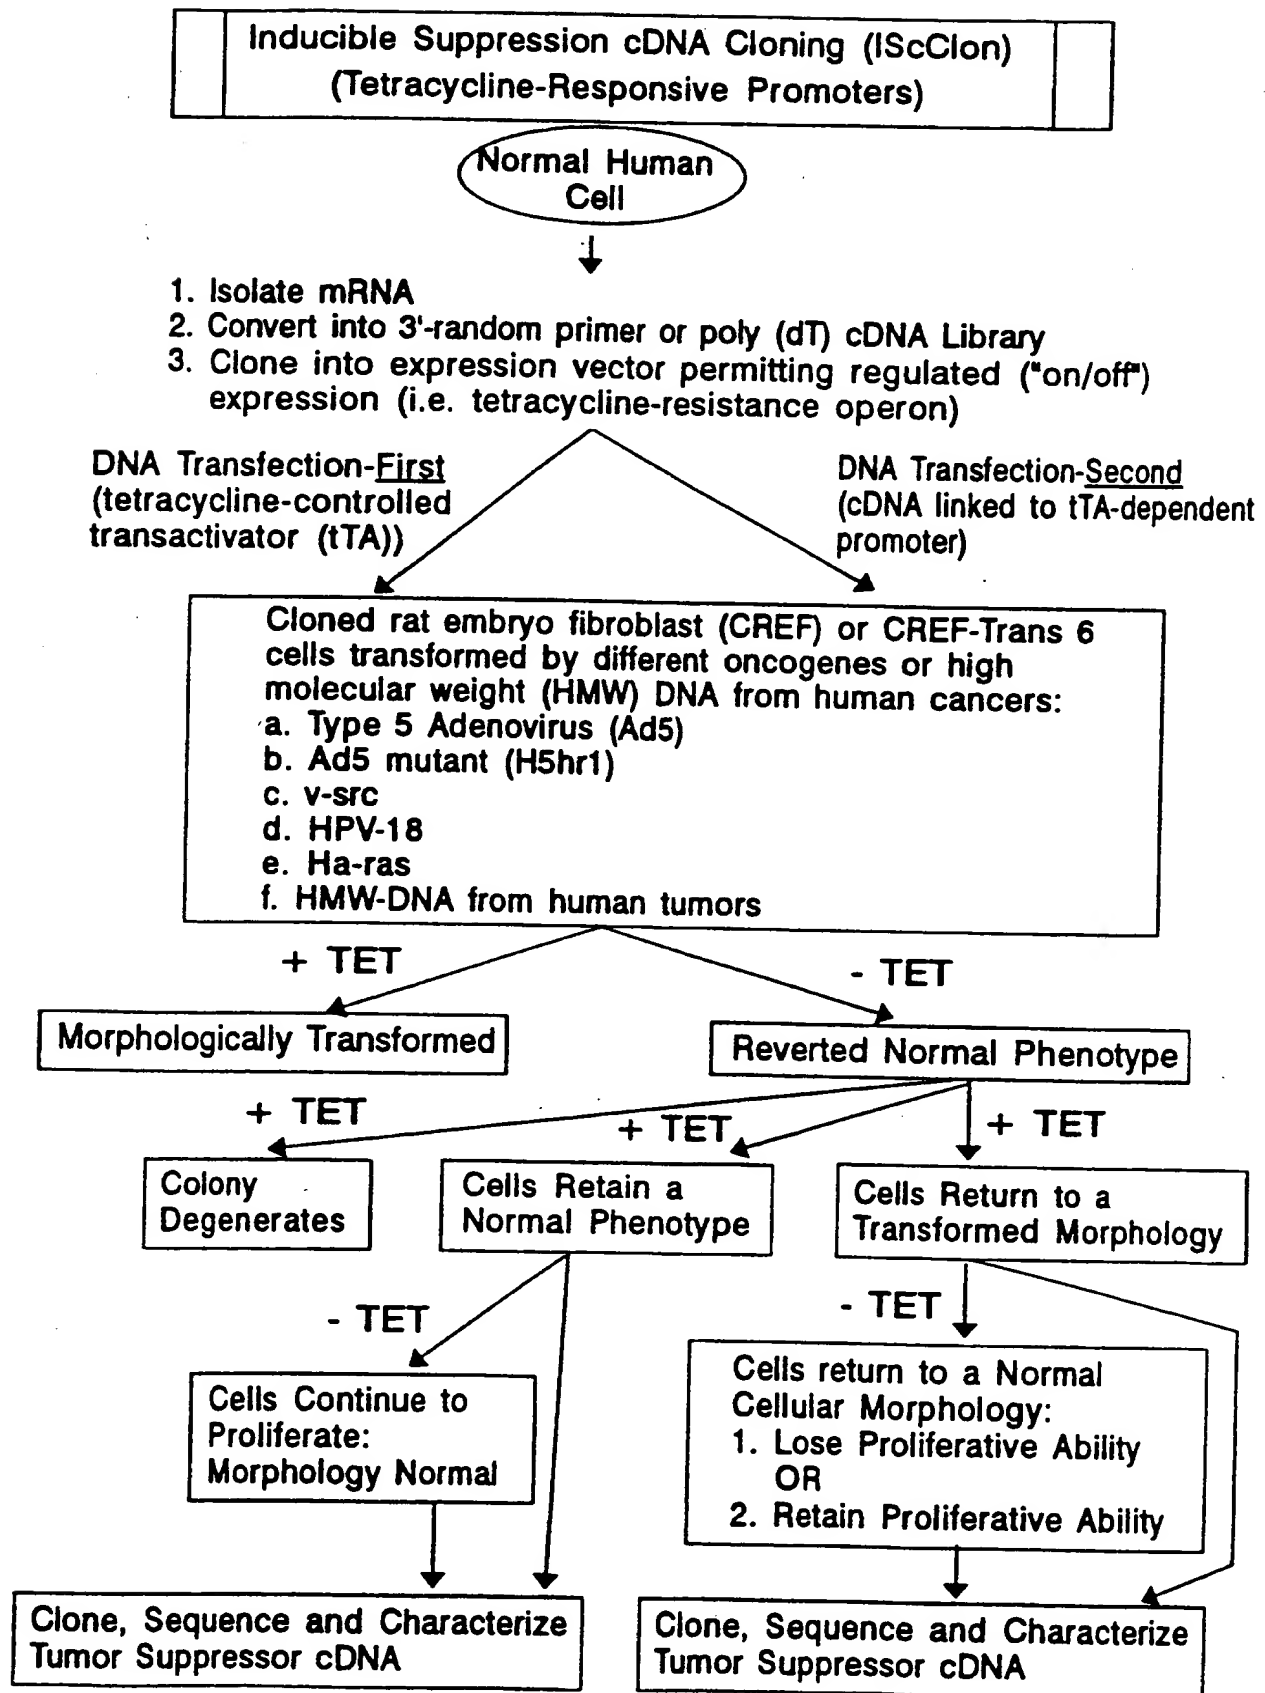 Inducible Suppression cDNA Cloning (IScClon)
(Tetracycline-Responsive Promoters)
Normal Human
Cell
1. Isolate mRNA
2. Convert into 3'-random primer or poly (dT) cDNA Library
3. Clone into expression vector permitting regulated ("on/off")
expression (i.e. tetracycline-resistance operon)
DNA Transfection-First
(tetracycline-controlled
transactivator (tTA))
DNA Transfection-Second
(cDNA linked to tTA-dependent
promoter)
Cloned rat embryo fibroblast (CREF) or CREF-Trans 6
cells transformed by different oncogenes or high
molecular weight (HMW) DNA from human cancers:
a. Type 5 Adenovirus (Ad5)
b. Ad5 mutant (H5hr1)
c. v-src
d. HPV-18
e. Ha-ras
f. HMW-DNA from human tumors
+ TET
- TET
Morphologically Transformed
Reverted Normal Phenotype
+ TET
+ TET
+ TET
Colony
Degenerates
Cells Retain a
Normal Phenotype
Cells Return to a
Transformed Morphology
- TET
- TET
Cells Continue to
Proliferate:
Morphology Normal
Cells return to a Normal
Cellular Morphology:
1. Lose Proliferative Ability
OR
2. Retain Proliferative Ability
Clone, Sequence and Characterize
Tumor Suppressor cDNA
Clone, Sequence and Characterize
Tumor Suppressor cDNA